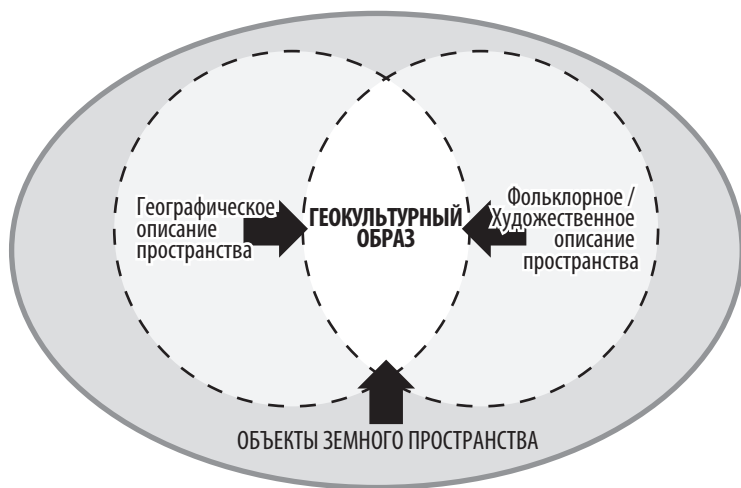 Географическое
описание
пространства
ГЕОКУЛЬТУРНЫЙ
ОБРАЗ
Фольклорное /
Художественное
описание
пространства
ОБЪЕКТЫ ЗЕМНОГО ПРОСТРАНСТВА